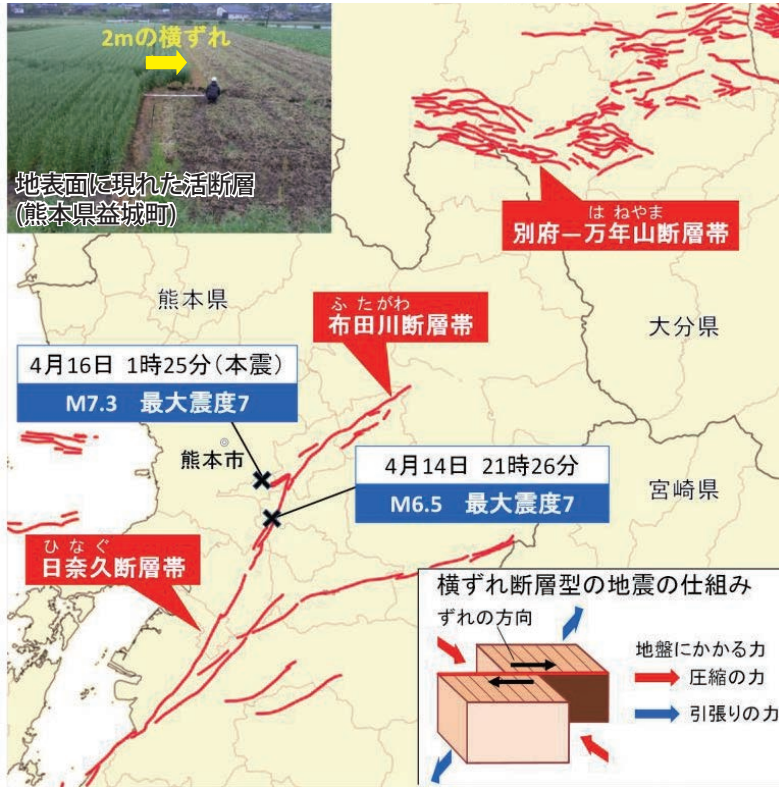 2mの横ずれ
地表面に現れた活断層
(熊本県益城町)
はねやま
別府―万年山断層帯
熊本県
ふたがわ
布田川断層帯
大分県
4月16日 1時25分(本震)
M7.3 最大震度7
熊本市
4月14日 21時26分
M6.5 最大震度7
宮崎県
ひなぐ
日奈久断層帯
横ずれ断層型の地震の仕組み
ずれの方向
地盤にかかる力
圧縮の力
引張りの力